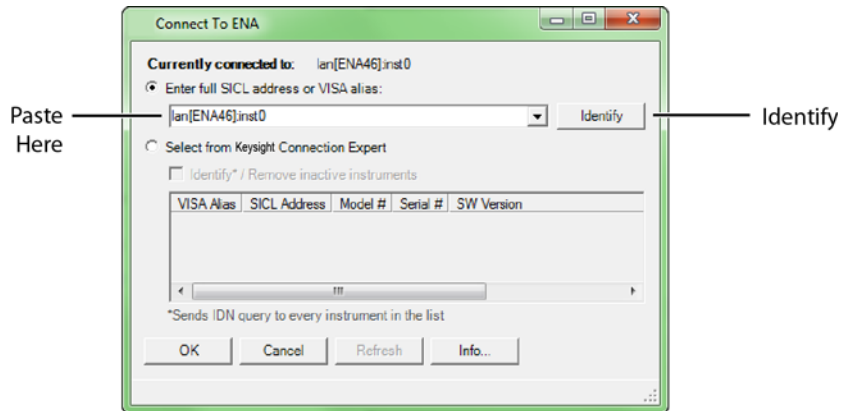 Connect To ENA
Currently connected to: lan[ENA46]:inst0
Enter full SICL address or VISA alias:
Paste Here
lan[ENA46]:inst0
Identify
Identify
Select from Keysight Connection Expert
Identify* / Remove inactive instruments
VISA Alias SICL Address Model # Serial # SW Version
*Sends IDN query to every instrument in the list
OK Cancel Refresh Info...